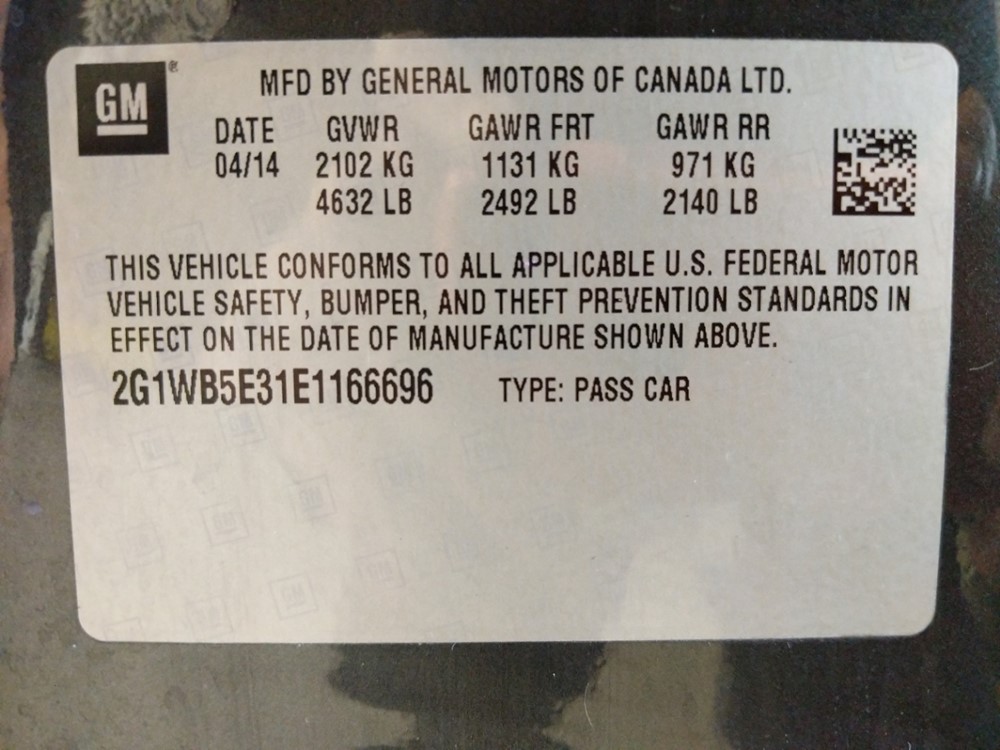 GM®
MFD BY GENERAL MOTORS OF CANADA LTD.
DATE GVWR GAWR FRT GAWR RR
04/14 2102 KG 1131 KG 971 KG
4632 LB 2492 LB 2140 LB
THIS VEHICLE CONFORMS TO ALL APPLICABLE U.S. FEDERAL MOTOR
VEHICLE SAFETY, BUMPER, AND THEFT PREVENTION STANDARDS IN
EFFECT ON THE DATE OF MANUFACTURE SHOWN ABOVE.
2G1WB5E31E1166696 TYPE: PASS CAR